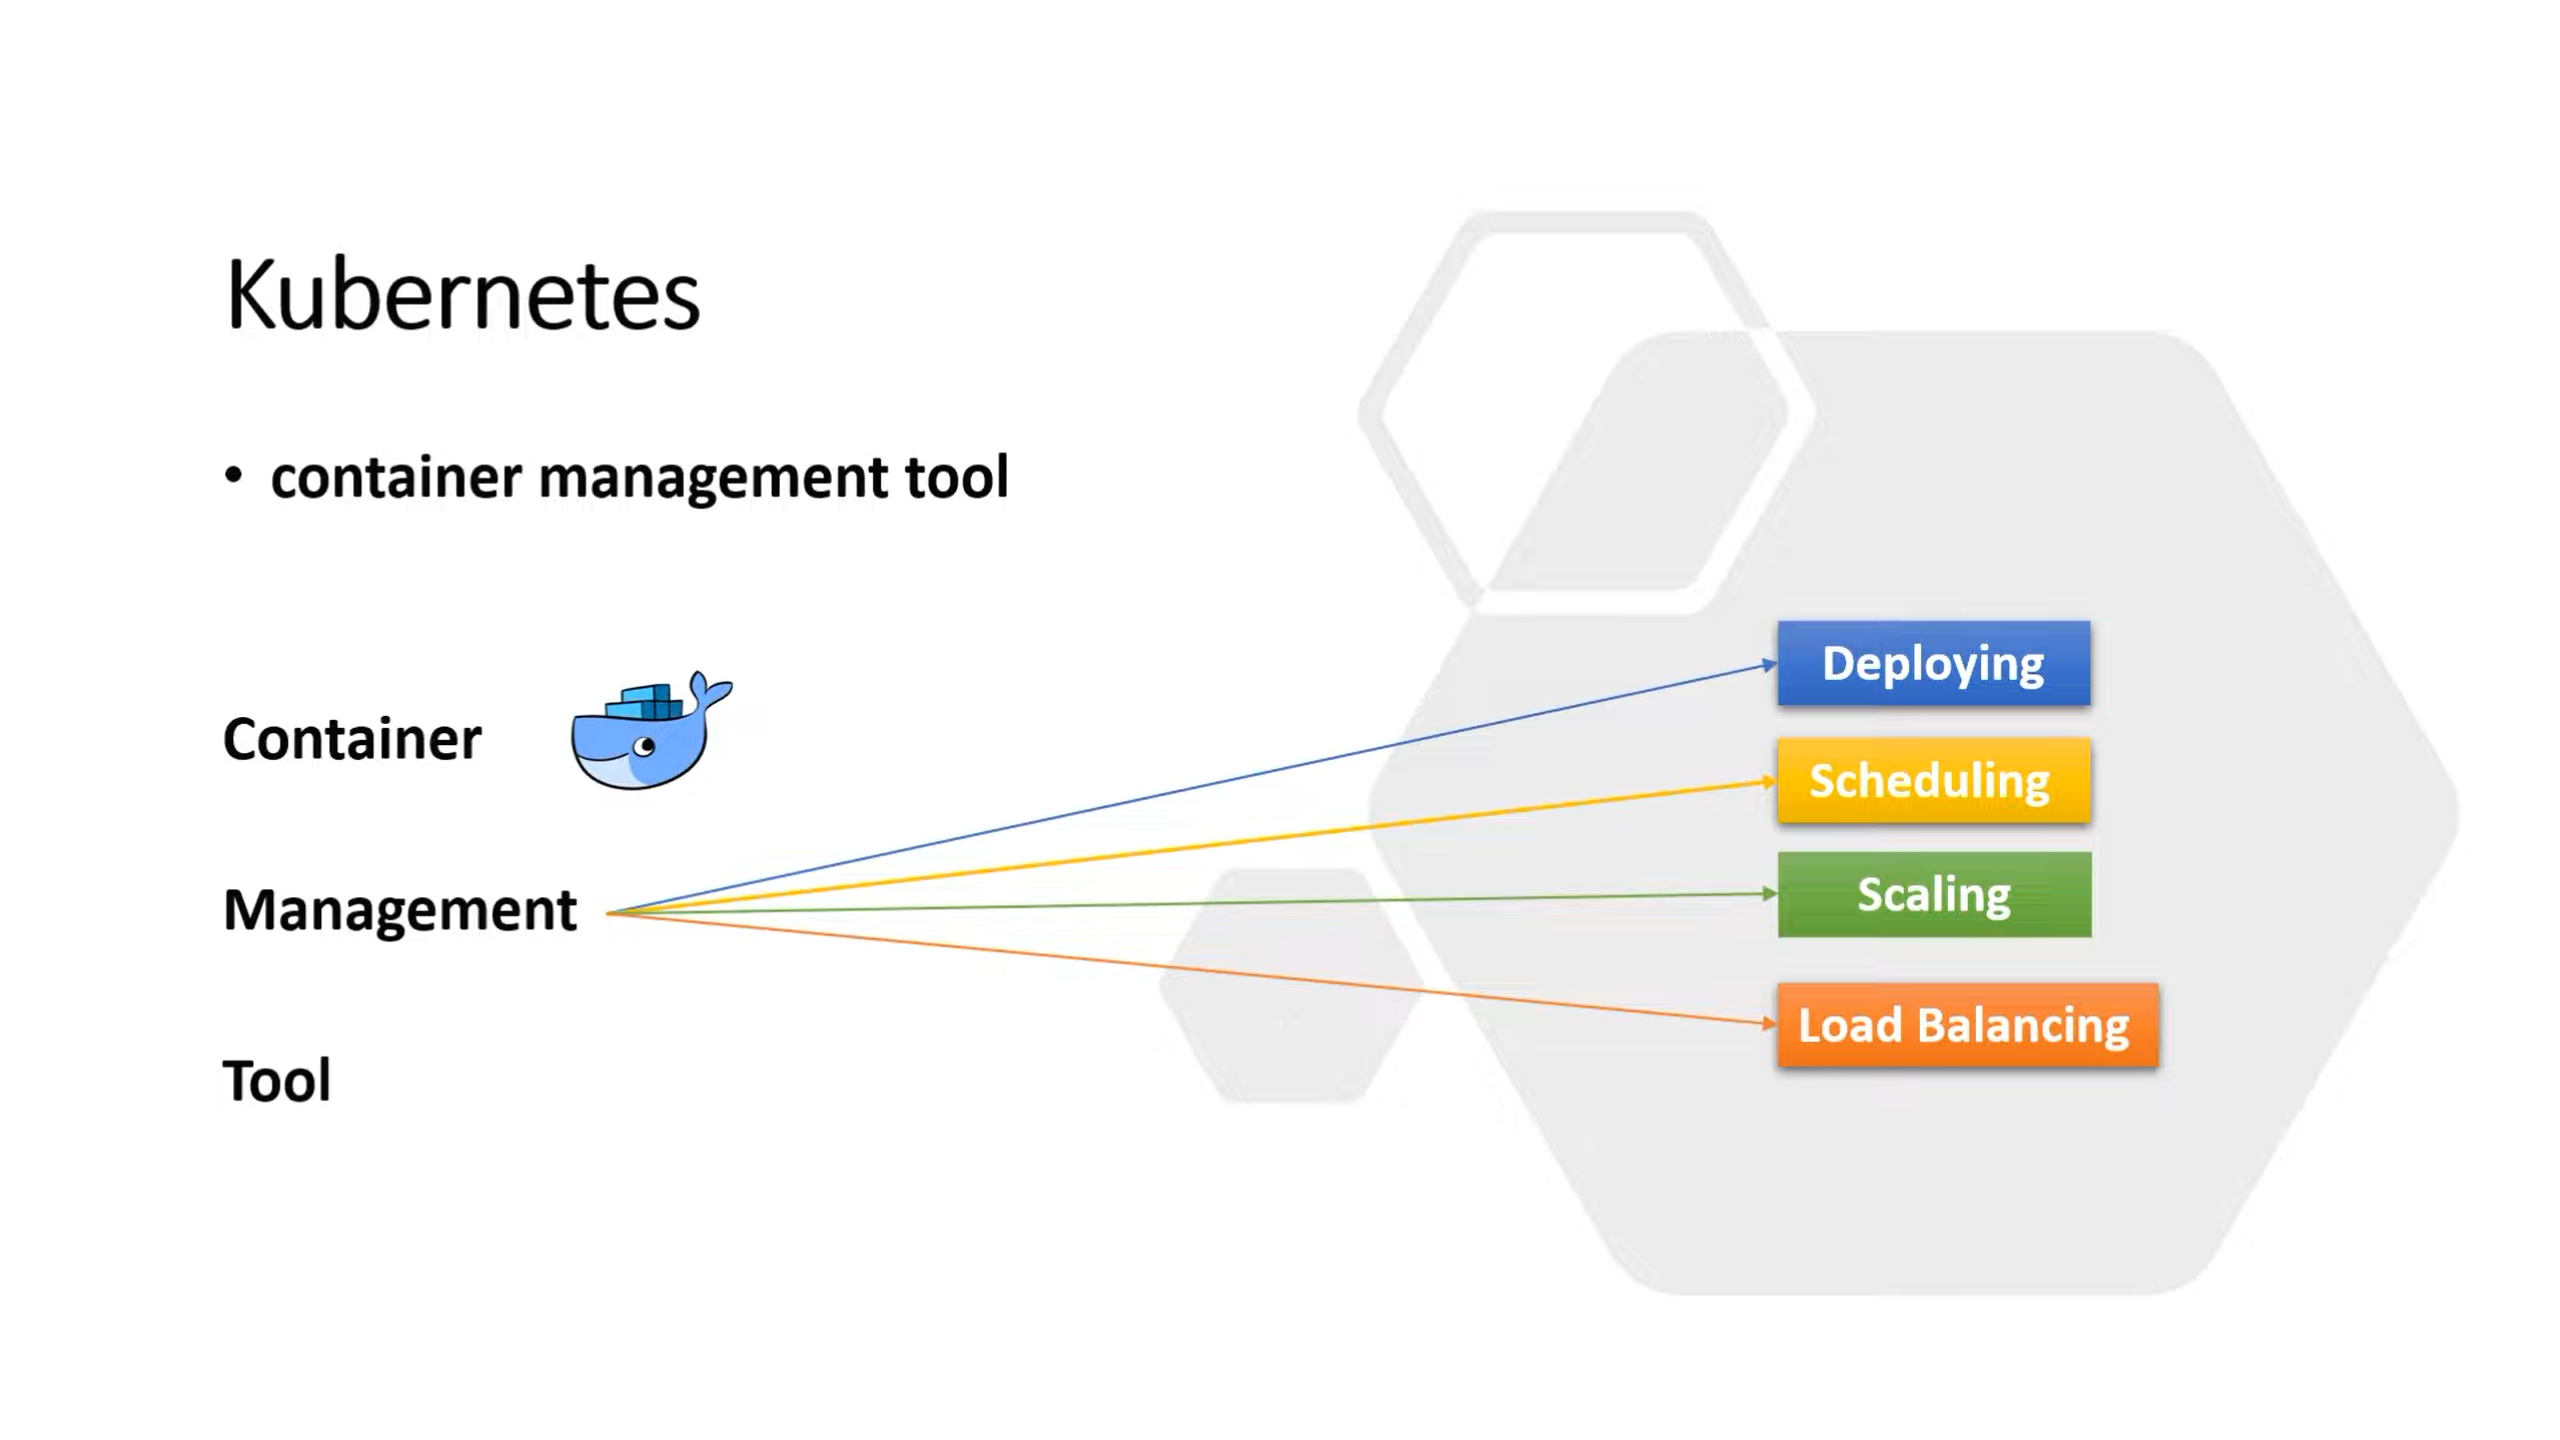 Kubernetes
• container management tool
Container
Management
Tool
Deploying
Scheduling
Scaling
Load Balancing